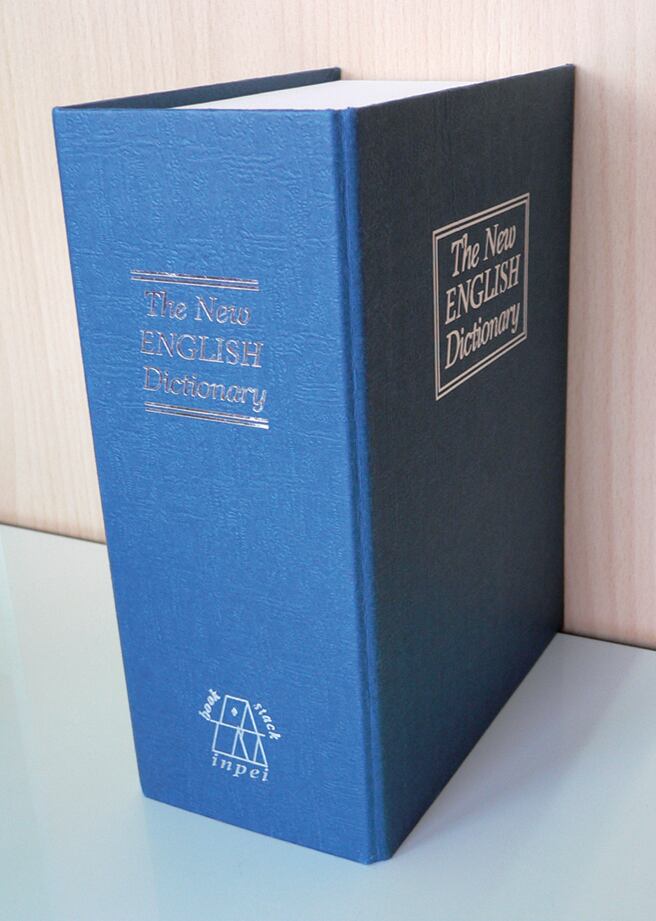 The New
ENGLISH
Dictionary
book stack
inpei
The New
ENGLISH
Dictionary